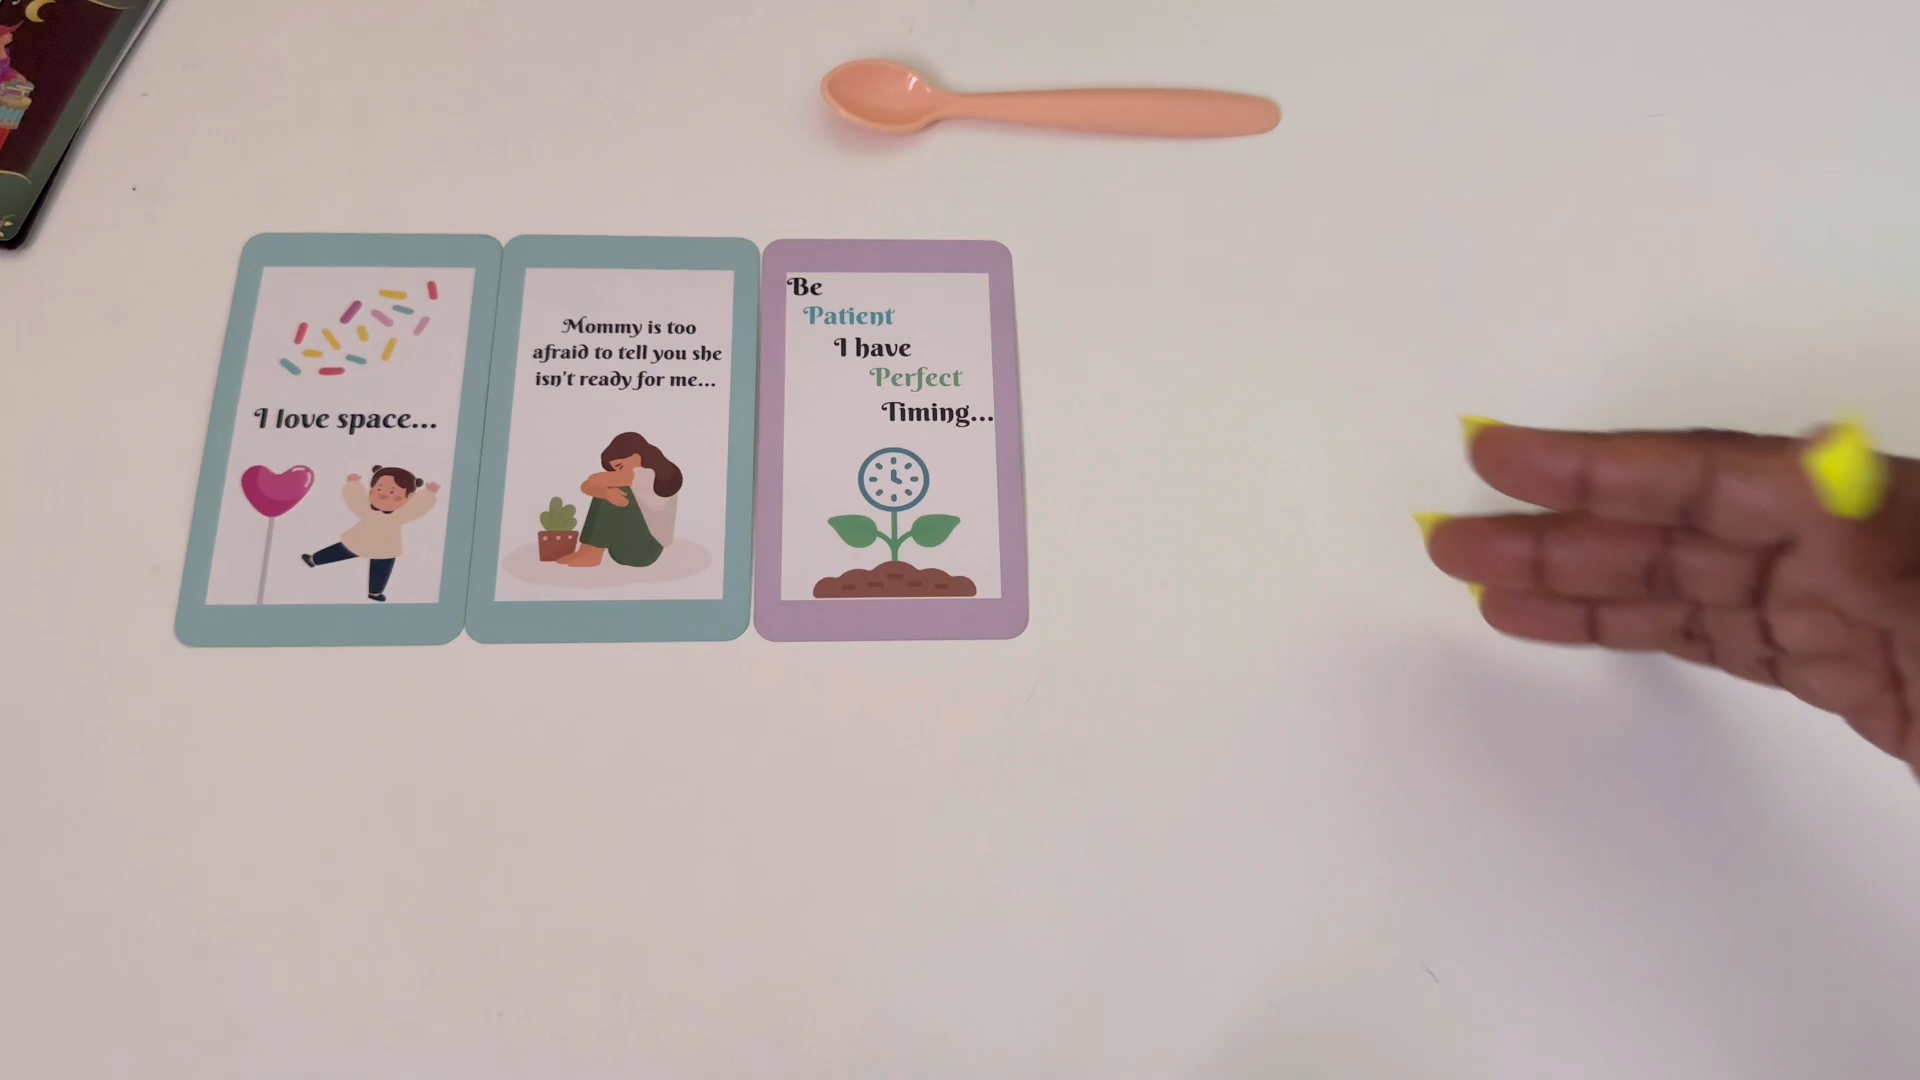 I love space...
Mommy is too
afraid to tell you she
isn't ready for me...
Be
Patient
I have
Perfect
Timing...